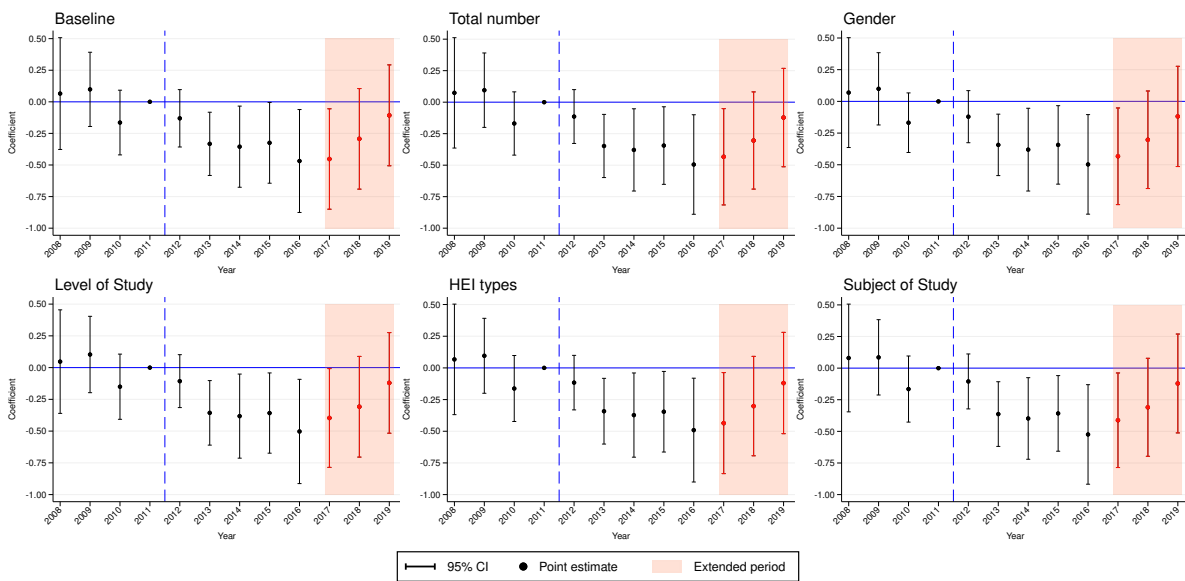 Baseline
Total number
Gender
Coefficient
0.50
0.25
0.00
-0.25
-0.50
-0.75
-1.00
2008 2009 2010 2011 2012 2013 2014 2015 2016 2017 2018 2019
Year
Coefficient
0.50
0.25
0.00
-0.25
-0.50
-0.75
-1.00
2008 2009 2010 2011 2012 2013 2014 2015 2016 2017 2018 2019
Year
Coefficient
0.50
0.25
0.00
-0.25
-0.50
-0.75
-1.00
2008 2009 2010 2011 2012 2013 2014 2015 2016 2017 2018 2019
Year
Level of Study
HEI types
Subject of Study
Coefficient
0.50
0.25
0.00
-0.25
-0.50
-0.75
-1.00
2008 2009 2010 2011 2012 2013 2014 2015 2016 2017 2018 2019
Year
Coefficient
0.50
0.25
0.00
-0.25
-0.50
-0.75
-1.00
2008 2009 2010 2011 2012 2013 2014 2015 2016 2017 2018 2019
Year
Coefficient
0.50
0.25
0.00
-0.25
-0.50
-0.75
-1.00
2008 2009 2010 2011 2012 2013 2014 2015 2016 2017 2018 2019
Year
95% CI Point estimate Extended period